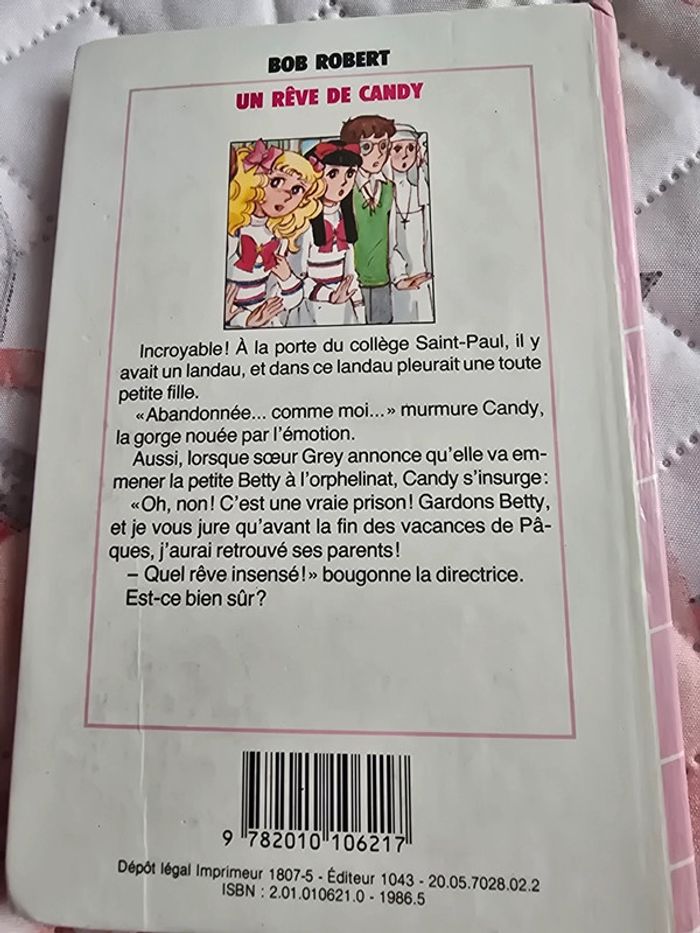 BOB ROBERT
UN RÊVE DE CANDY
Incroyable! À la porte du collège Saint-Paul, il y
avait un landau, et dans ce landau pleurait une toute
petite fille.
«Abandonnée... comme moi...» murmure Candy,
la gorge nouée par l'émotion.
Aussi, lorsque sœur Grey annonce qu'elle va em-
mener la petite Betty à l'orphelinat, Candy s'insurge:
«Oh, non! C'est une vraie prison! Gardons Betty,
et je vous jure qu'avant la fin des vacances de Pâ-
ques, j'aurai retrouvé ses parents!
– Quel rêve insensé!» bougonne la directrice.
Est-ce bien sûr?
9 782010 106217
Dépôt légal Imprimeur 1807-5 - Éditeur 1043 - 20.05.7028.02.2
ISBN : 2.01.010621.0 - 1986.5